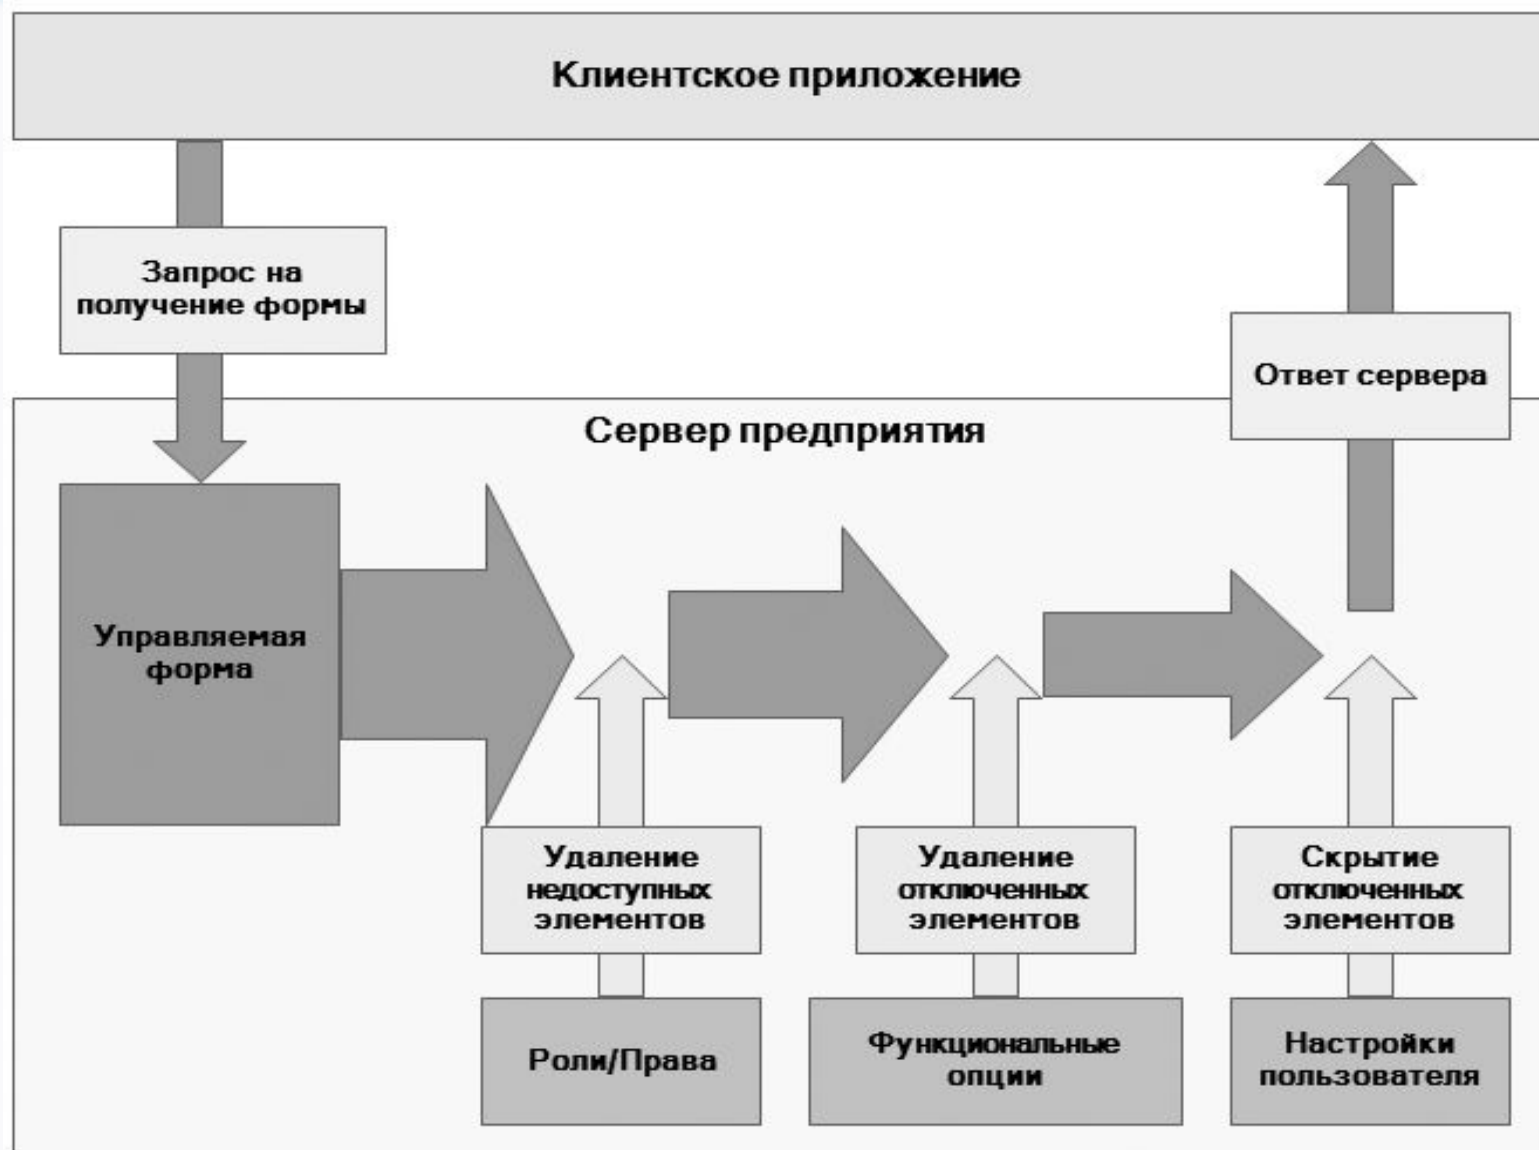 Клиентское приложение
Запрос на
получение формы
Ответ сервера
Сервер предприятия
Управляемая
форма
Удаление
недоступных
элементов
Удаление
отключенных
элементов
Скрытие
отключенных
элементов
Роли/Права
Функциональные
опции
Настройки
пользователя